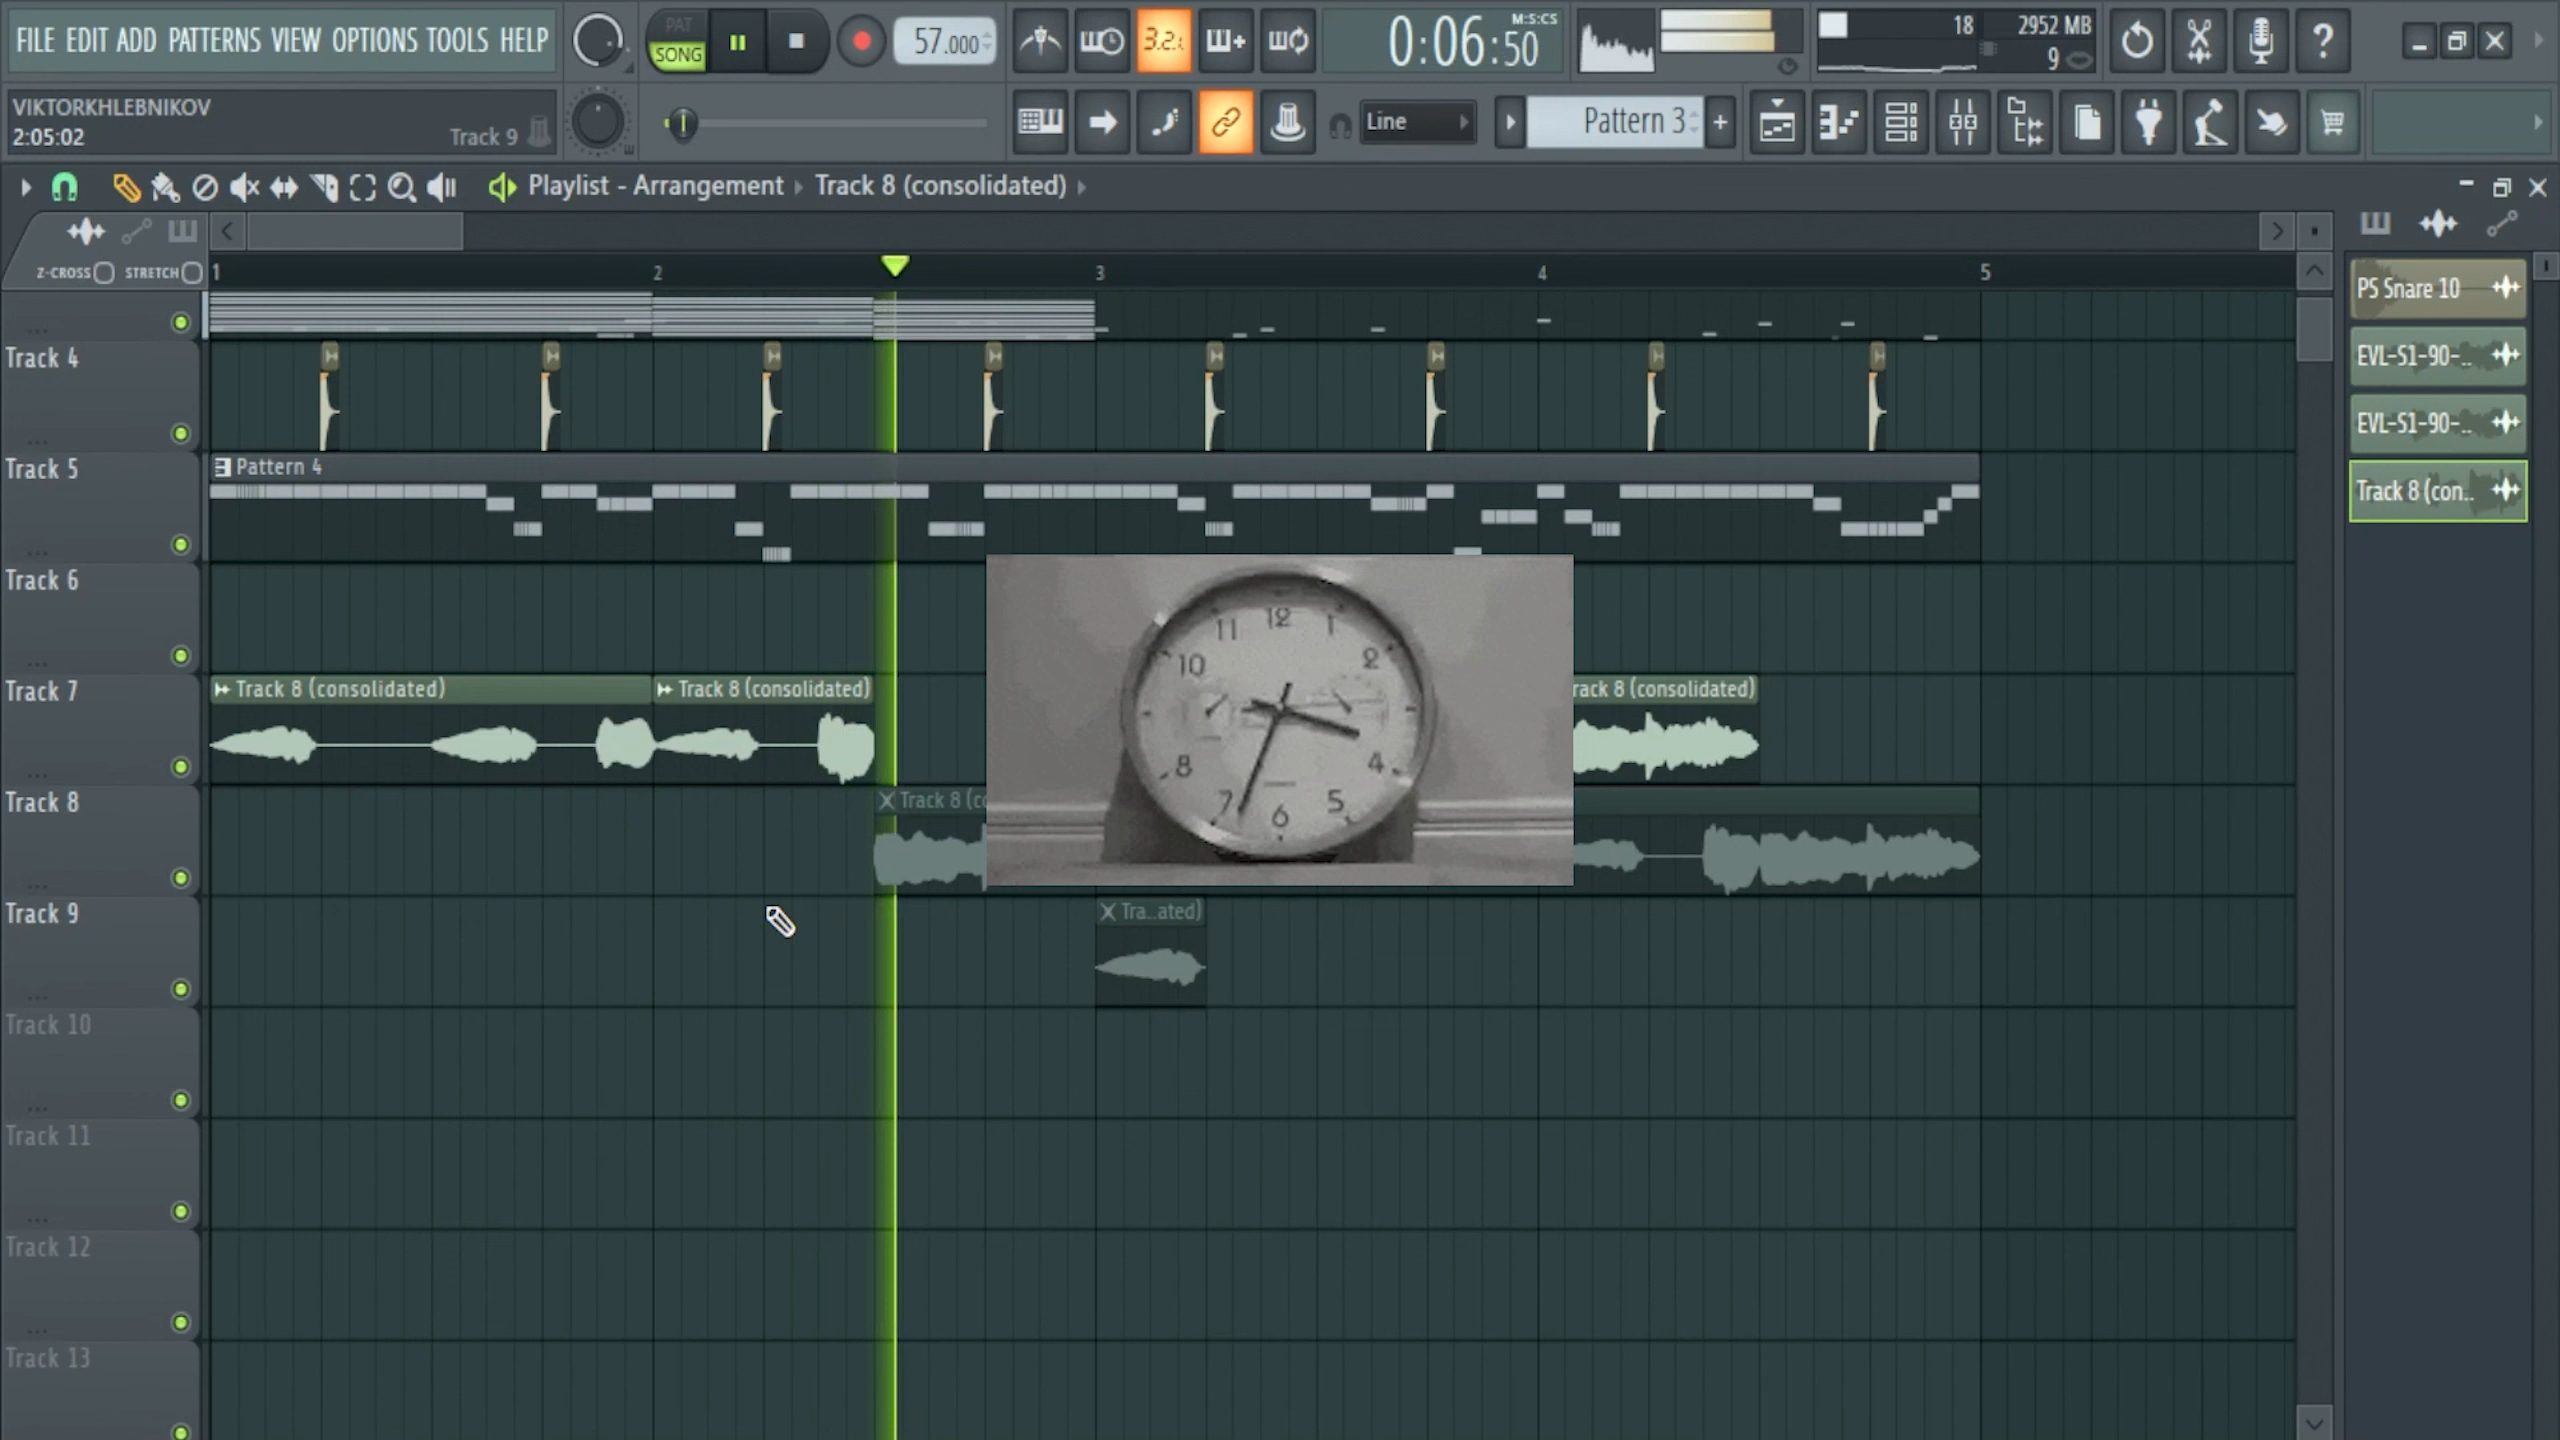 FILE EDIT ADD PATTERNS VIEW OPTIONS TOOLS HELP
PAT
SONG
57.000
3.2.
0:06:50
M:S:CS
18
2952 MB
9
VIKTORKHLEBNIKOV
2:05:02
Track 9
Line
Pattern 3
Playlist - Arrangement
Track 8 (consolidated)
Z-CROSS
STRETCH
1
2
3
4
5
PS Snare 10
EVL-S1-90-..
EVL-S1-90-..
Track 8 (con..
Track 4
Track 5
Pattern 4
Track 6
Track 7
Track 8 (consolidated)
Track 8 (consolidated)
rack 8 (consolidated)
Track 8
Track 8 (co
Track 9
Tra..ated)
Track 10
Track 11
Track 12
Track 13
12
1
2
4
5
6
7
8
10
11